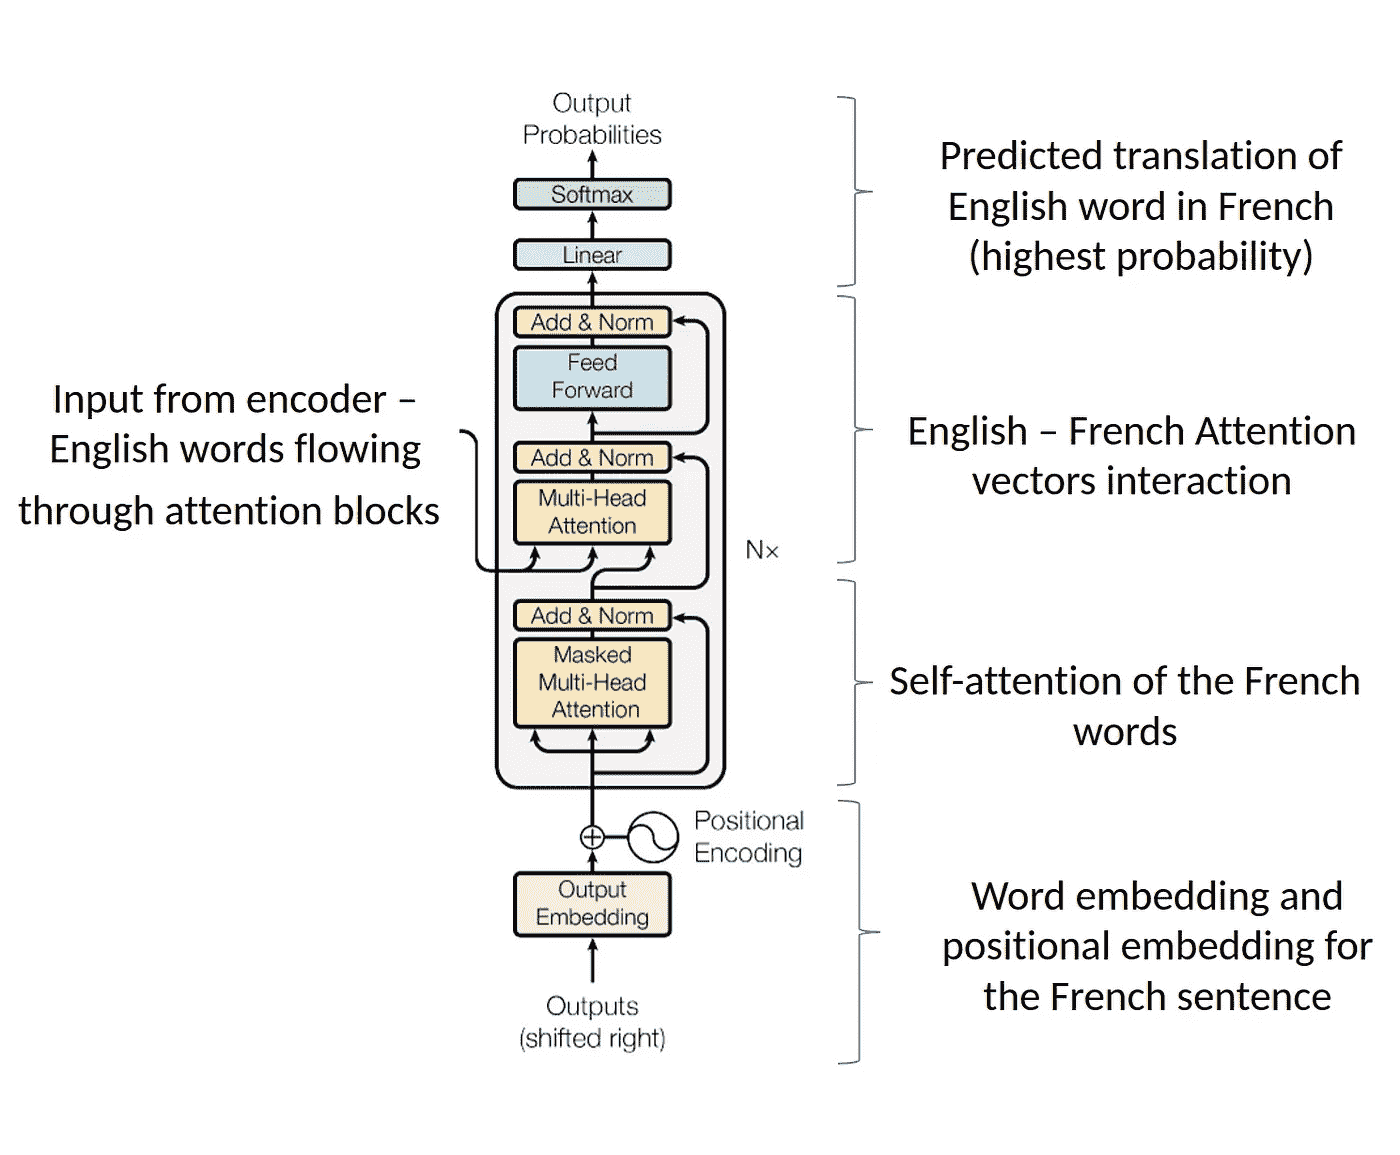 Output
Probabilities
Softmax
Linear
Add & Norm
Feed
Forward
Add & Norm
Multi-Head
Attention
Nx
Add & Norm
Masked
Multi-Head
Attention
Positional
Encoding
Output
Embedding
Outputs
(shifted right)
Input from encoder –
English words flowing
through attention blocks
Predicted translation of
English word in French
(highest probability)
English – French Attention
vectors interaction
Self-attention of the French
words
Word embedding and
positional embedding for
the French sentence